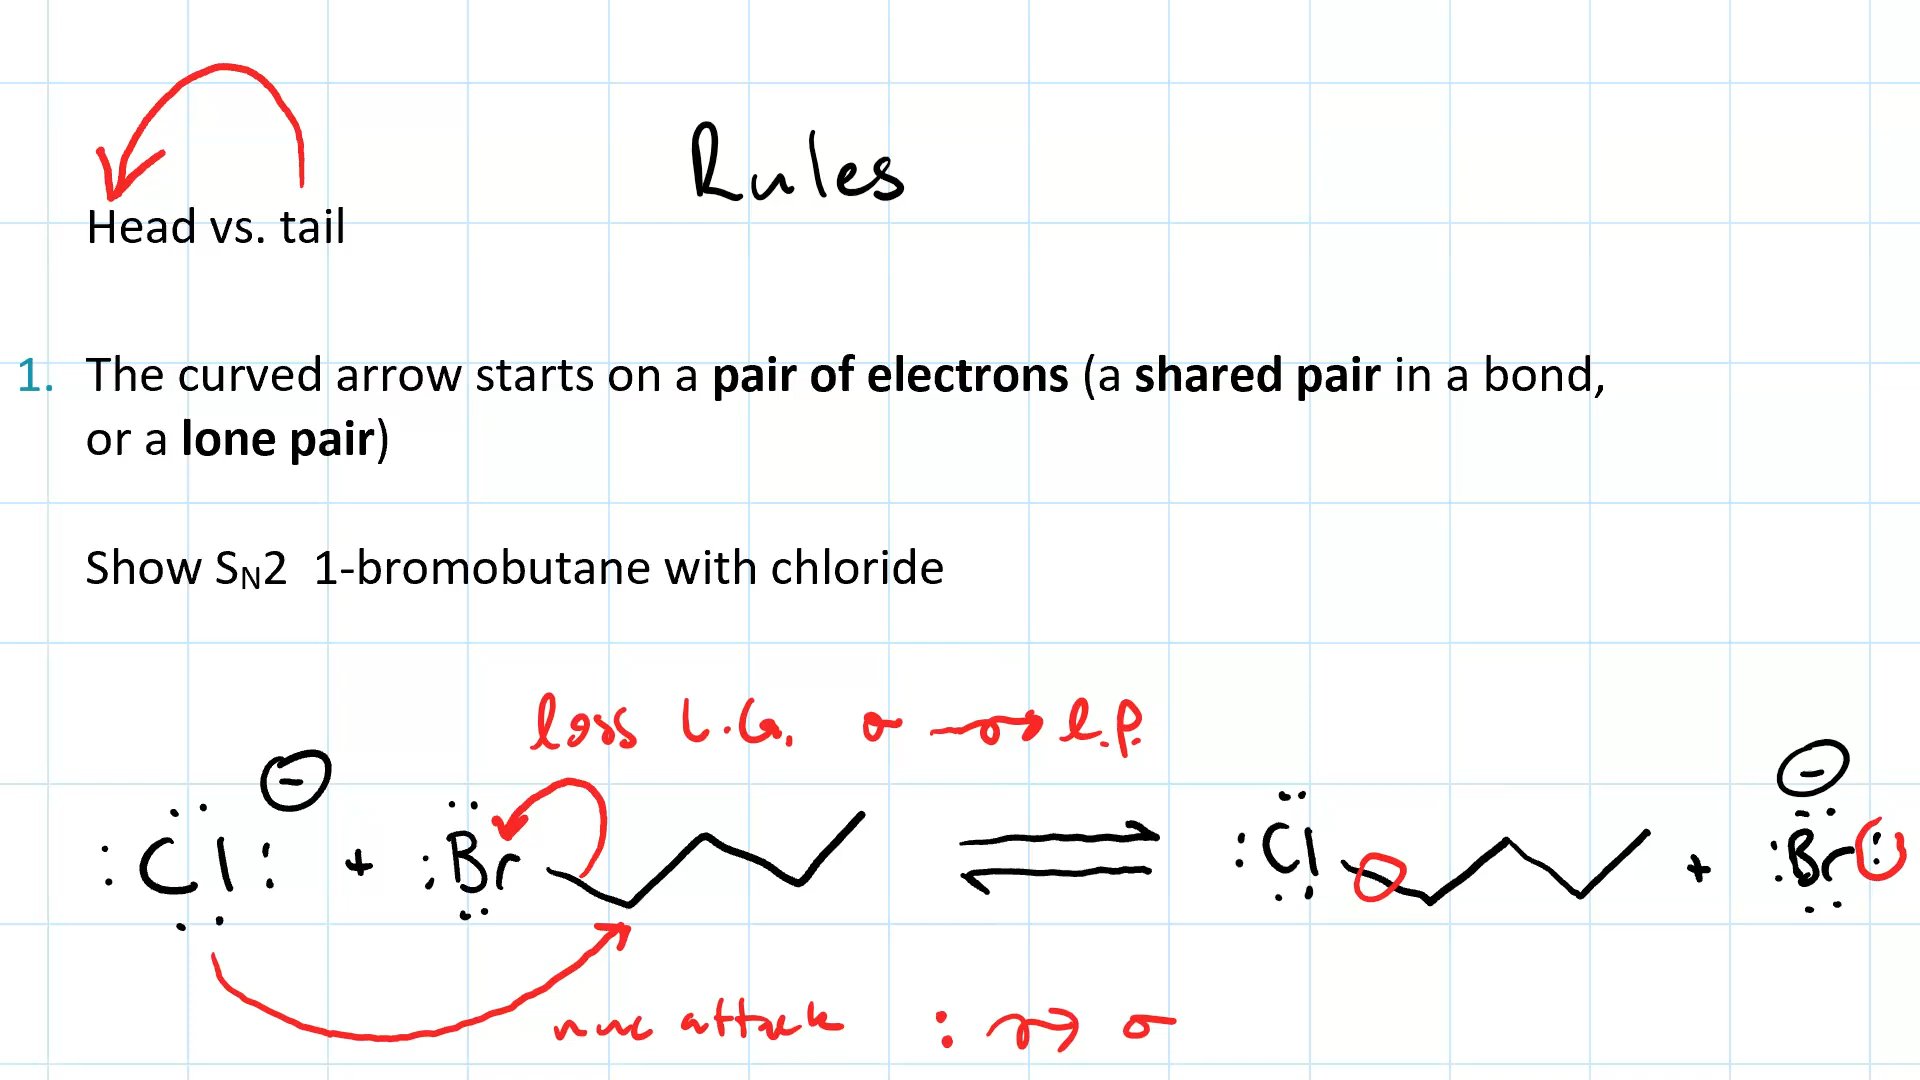 Rules
Head vs. tail
1. The curved arrow starts on a pair of electrons (a shared pair in a bond,
or a lone pair)
Show SN2 1-bromobutane with chloride
loss L.G. σ → l.p.
:Cl: − + :Br ⇌ :Cl + :Br: −
nuc attack : → σ